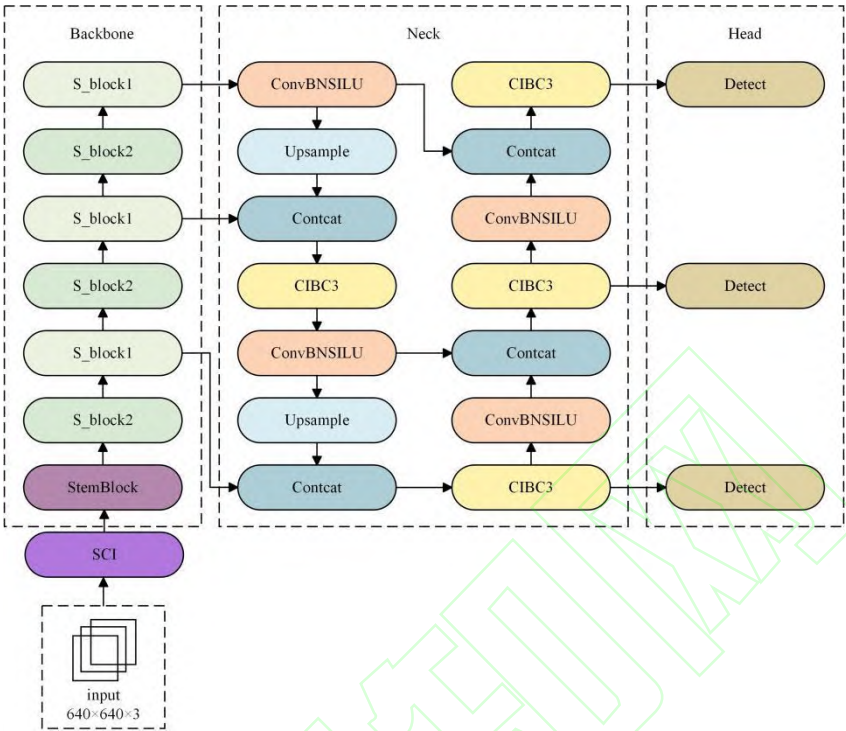 Backbone
Neck
Head
S_block1
ConvBNSILU
CIBC3
Detect
S_block2
Upsample
Contcat
S_block1
Contcat
ConvBNSILU
S_block2
CIBC3
CIBC3
Detect
S_block1
ConvBNSILU
Contcat
S_block2
Upsample
ConvBNSILU
StemBlock
Contcat
CIBC3
Detect
SCI
input
640×640×3